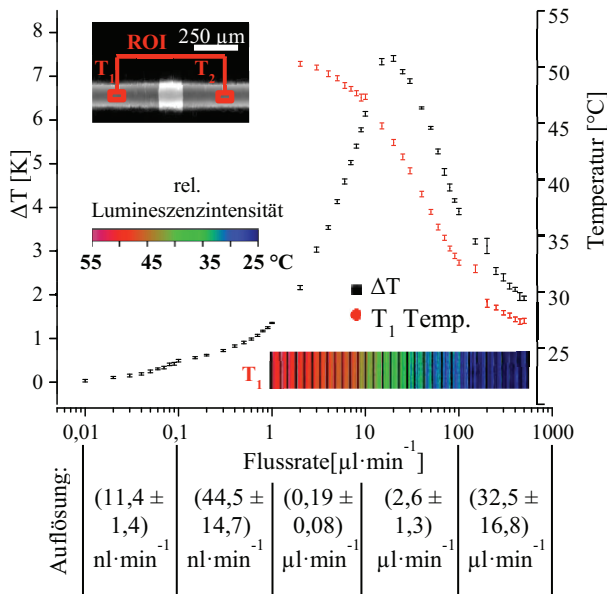 8
7
6
5
4
3
2
1
0
ΔT [K]
55
50
45
40
35
30
25
Temperatur [°C]
250 µm
ROI
T₁ T₂
rel.
Lumineszenzintensität
55 45 35 25 °C
ΔT
T₁ Temp.
T₁
0,01 0,1 1 10 100 1000
Flussrate[µl·min⁻¹]
Auflösung:
(11,4 ± (44,5 ± (0,19 ± (2,6 ± (32,5 ±
1,4) 14,7) 0,08) 1,3) 16,8)
nl·min⁻¹ nl·min⁻¹ µl·min⁻¹ µl·min⁻¹ µl·min⁻¹